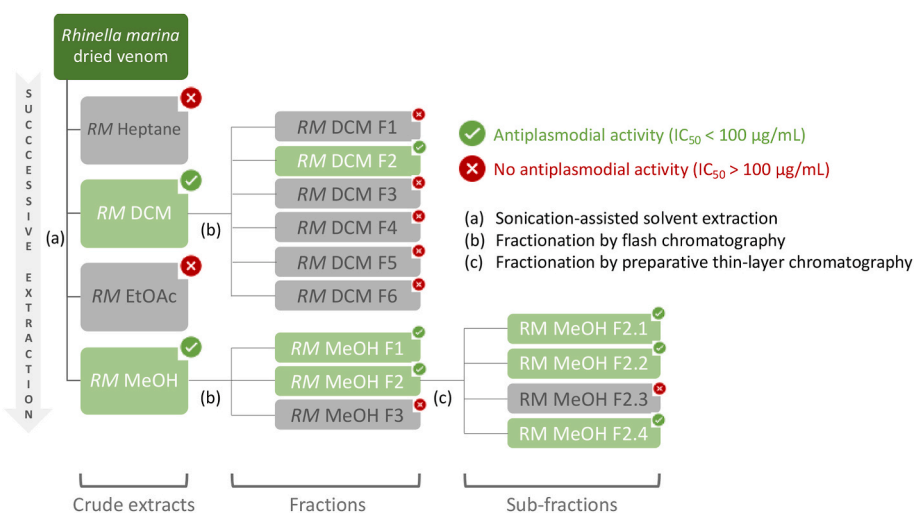 Rhinella marina
dried venom
SUCCCESSIVE EXTRACTION
(a)
RM Heptane
RM DCM
RM EtOAc
RM MeOH
(b)
RM DCM F1
RM DCM F2
RM DCM F3
RM DCM F4
RM DCM F5
RM DCM F6
(b)
RM MeOH F1
RM MeOH F2
RM MeOH F3
(c)
RM MeOH F2.1
RM MeOH F2.2
RM MeOH F2.3
RM MeOH F2.4
Antiplasmodial activity (IC50 < 100 µg/mL)
No antiplasmodial activity (IC50 > 100 µg/mL)
(a) Sonication-assisted solvent extraction
(b) Fractionation by flash chromatography
(c) Fractionation by preparative thin-layer chromatography
Crude extracts
Fractions
Sub-fractions